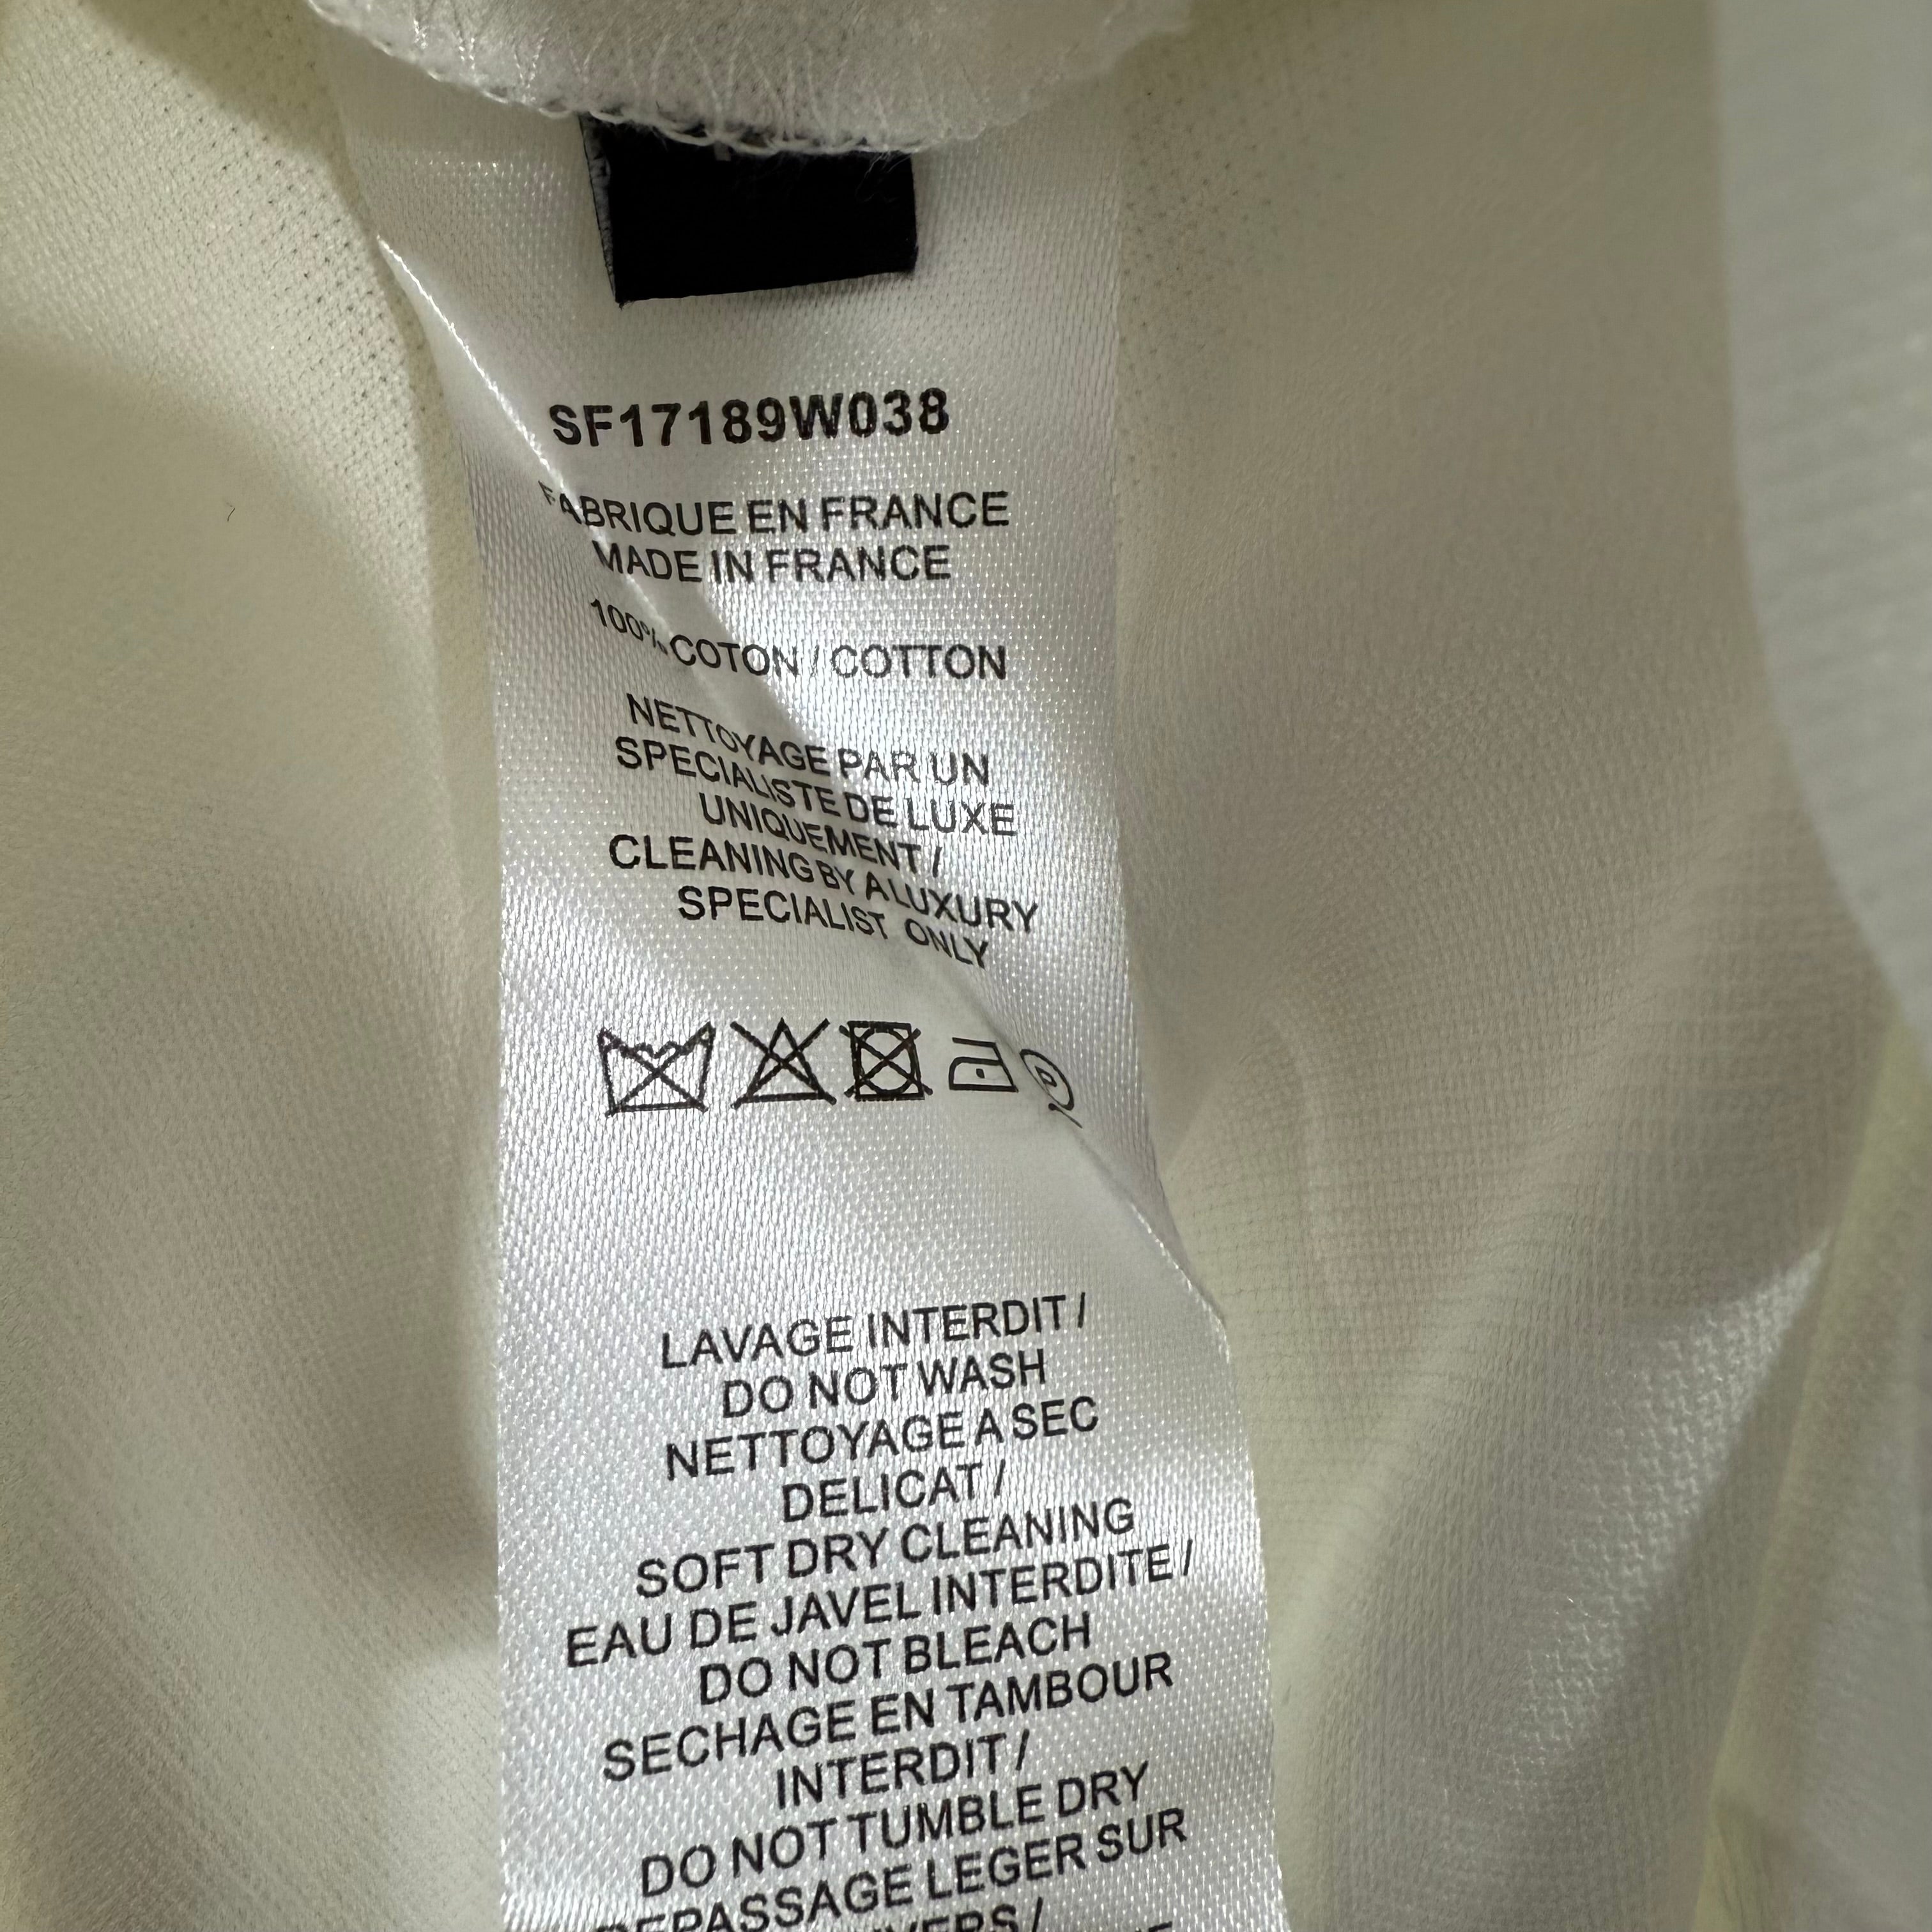 SF17189W038
FABRIQUE EN FRANCE
MADE IN FRANCE
100% COTON / COTTON
NETTOYAGE PAR UN
SPECIALISTE DE LUXE
UNIQUEMENT /
CLEANING BY A LUXURY
SPECIALIST ONLY
P
LAVAGE INTERDIT /
DO NOT WASH
NETTOYAGE A SEC
DELICAT /
SOFT DRY CLEANING
EAU DE JAVEL INTERDITE /
DO NOT BLEACH
SECHAGE EN TAMBOUR
INTERDIT /
DO NOT TUMBLE DRY
REPASSAGE LEGER SUR